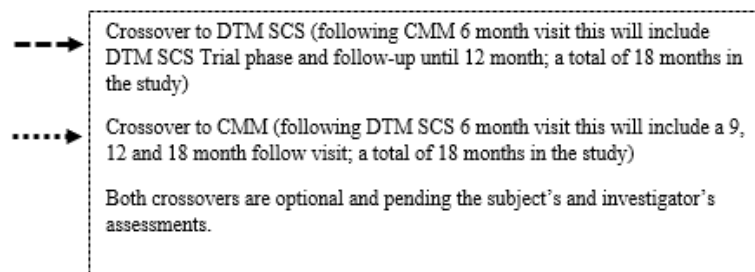 Crossover to DTM SCS (following CMM 6 month visit this will include
DTM SCS Trial phase and follow-up until 12 month; a total of 18 months in
the study)
Crossover to CMM (following DTM SCS 6 month visit this will include a 9,
12 and 18 month follow visit; a total of 18 months in the study)
Both crossovers are optional and pending the subject's and investigator's
assessments.